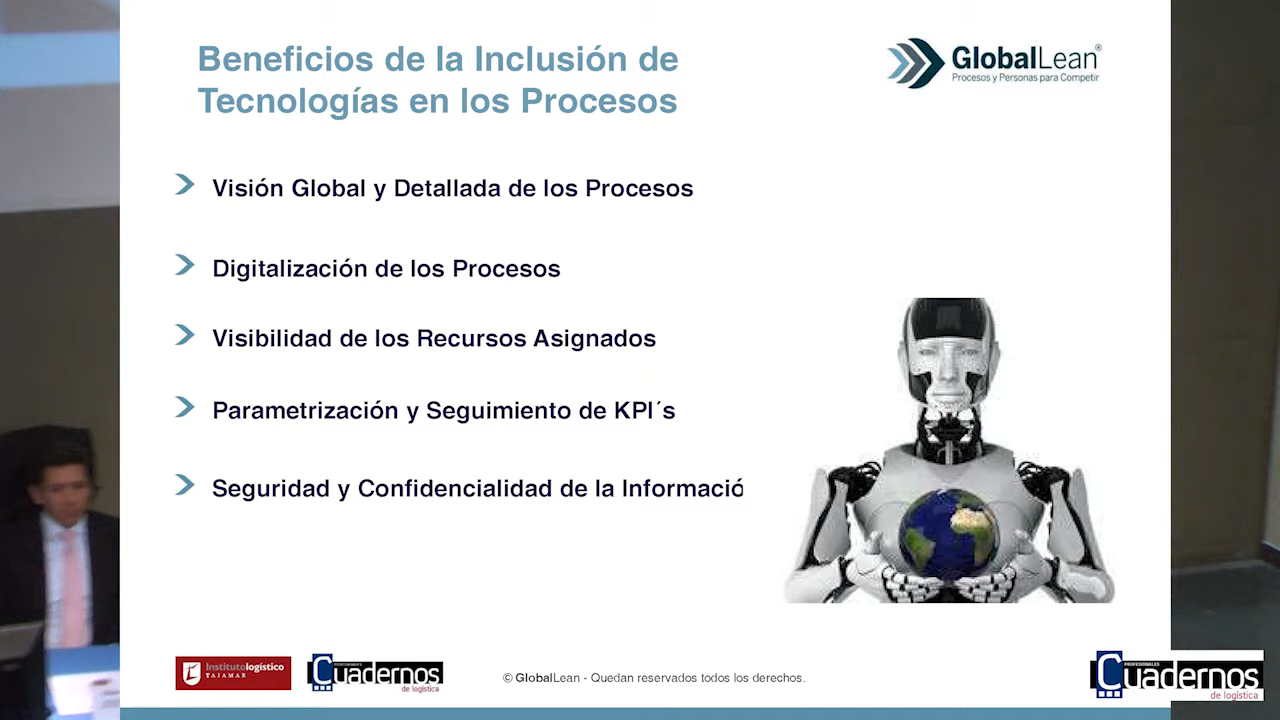 Beneficios de la Inclusión de
Tecnologías en los Procesos
GlobalLean®
Procesos y Personas para Competir
Visión Global y Detallada de los Procesos
Digitalización de los Procesos
Visibilidad de los Recursos Asignados
Parametrización y Seguimiento de KPI´s
Seguridad y Confidencialidad de la Informació
Institutologístico
TAJAMAR
PROFESIONALES
Cuadernos
de logística
© GlobalLean - Quedan reservados todos los derechos.
PROFESIONALES
Cuadernos
de logística